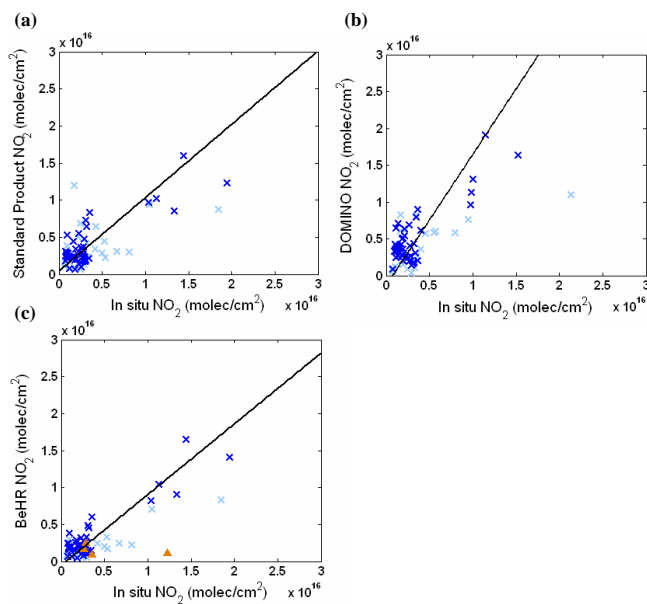 (a)
x 10^16
3
2.5
2
1.5
1
0.5
0
Standard Product NO₂ (molec/cm²)
0 0.5 1 1.5 2 2.5 3
In situ NO₂ (molec/cm²)
x 10^16
(b)
x 10^16
3
2.5
2
1.5
1
0.5
0
DOMINO NO₂ (molec/cm²)
0 0.5 1 1.5 2 2.5 3
In situ NO₂ (molec/cm²)
x 10^16
(c)
x 10^16
3
2.5
2
1.5
1
0.5
0
BeHR NO₂ (molec/cm²)
0 0.5 1 1.5 2 2.5 3
In situ NO₂ (molec/cm²)
x 10^16